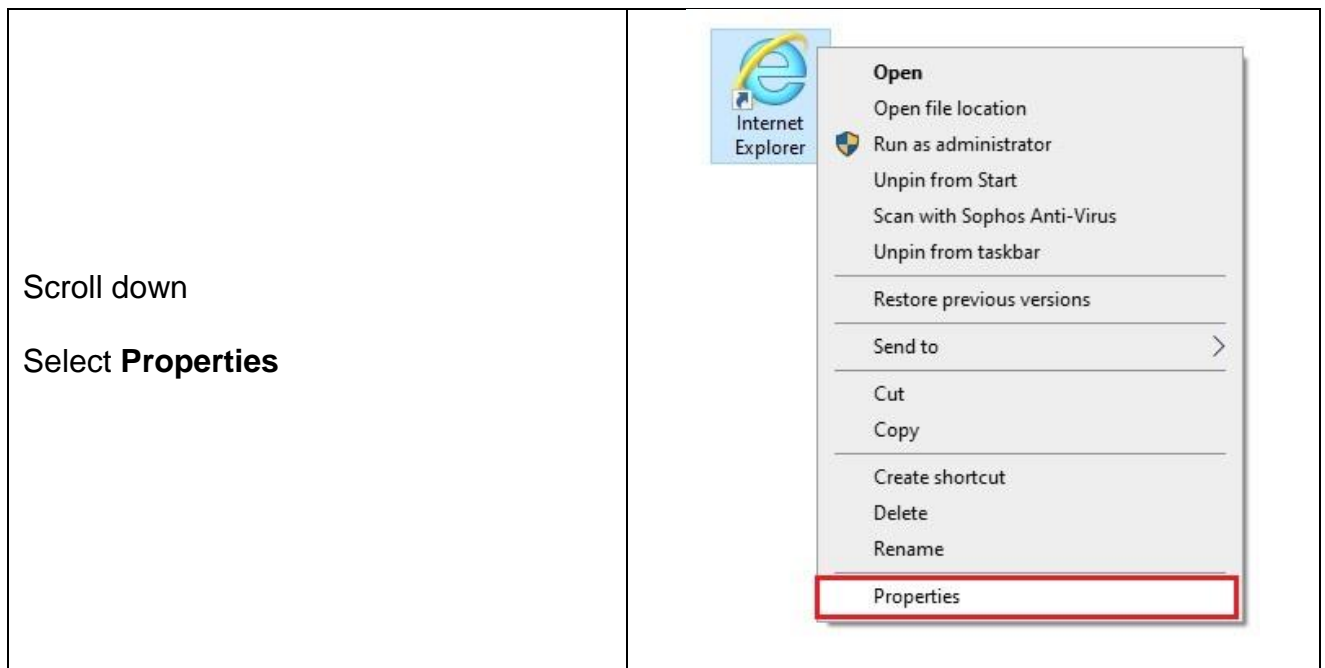 Scroll down
Select Properties
Internet
Explorer
Open
Open file location
Run as administrator
Unpin from Start
Scan with Sophos Anti-Virus
Unpin from taskbar
Restore previous versions
Send to
Cut
Copy
Create shortcut
Delete
Rename
Properties